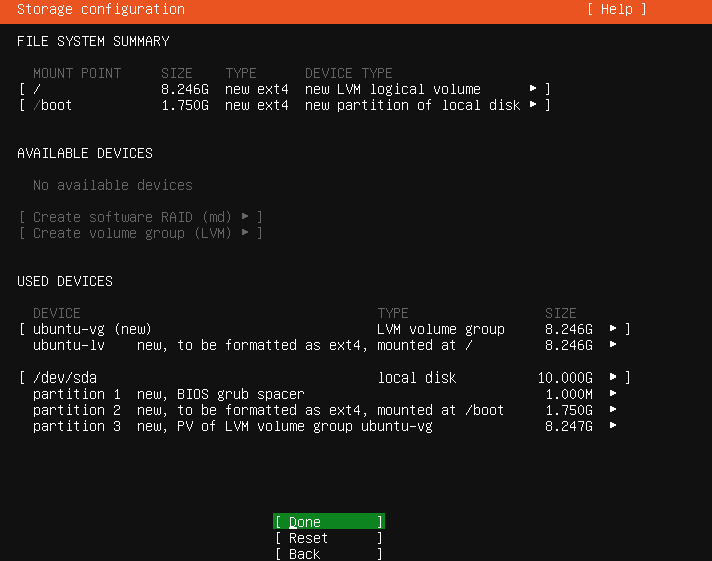 Storage configuration [ Help ]
FILE SYSTEM SUMMARY
MOUNT POINT SIZE TYPE DEVICE TYPE
[ / 8.246G new ext4 new LVM logical volume ▸ ]
[ /boot 1.750G new ext4 new partition of local disk ▸ ]
AVAILABLE DEVICES
No available devices
[ Create software RAID (md) ▸ ]
[ Create volume group (LVM) ▸ ]
USED DEVICES
DEVICE TYPE SIZE
[ ubuntu-vg (new) LVM volume group 8.246G ▸ ]
ubuntu-lv new, to be formatted as ext4, mounted at / 8.246G ▸
[ /dev/sda local disk 10.000G ▸ ]
partition 1 new, BIOS grub spacer 1.000M ▸
partition 2 new, to be formatted as ext4, mounted at /boot 1.750G ▸
partition 3 new, PV of LVM volume group ubuntu-vg 8.247G ▸
[ Done ]
[ Reset ]
[ Back ]